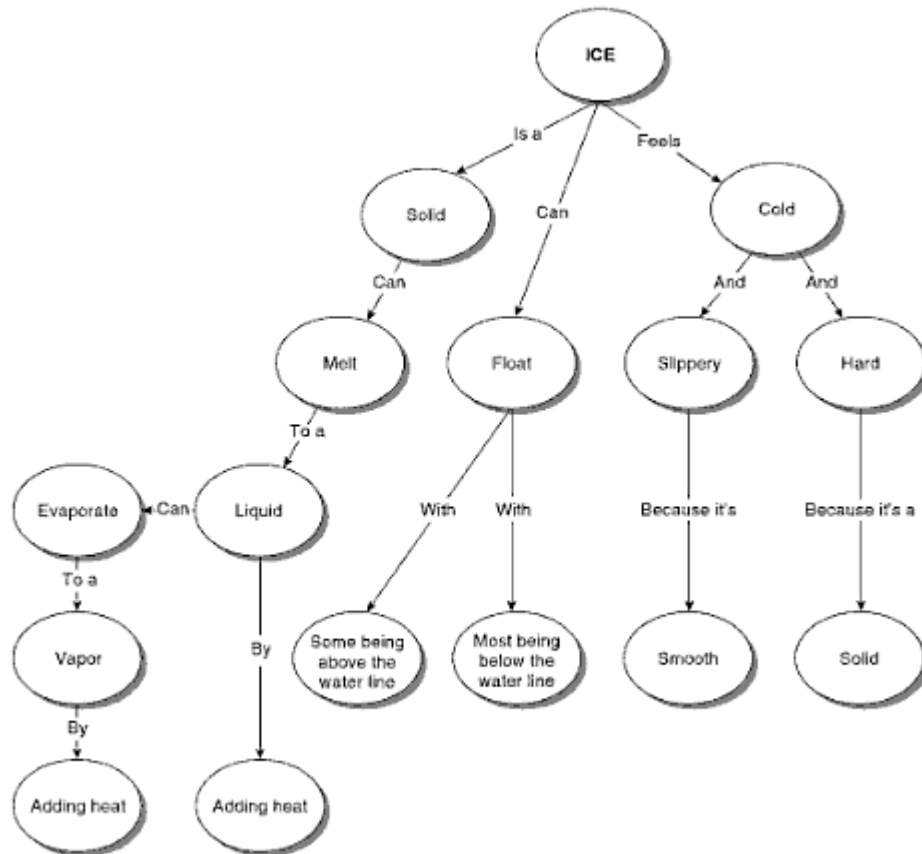 ICE
Is a
Feels
Can
Solid
Cold
Can
And
And
Melt
Float
Slippery
Hard
To a
Evaporate
Can
Liquid
With
With
Because it's
Because it's a
To a
Vapor
By
Some being
above the
water line
Most being
below the
water line
Smooth
Solid
By
Adding heat
Adding heat